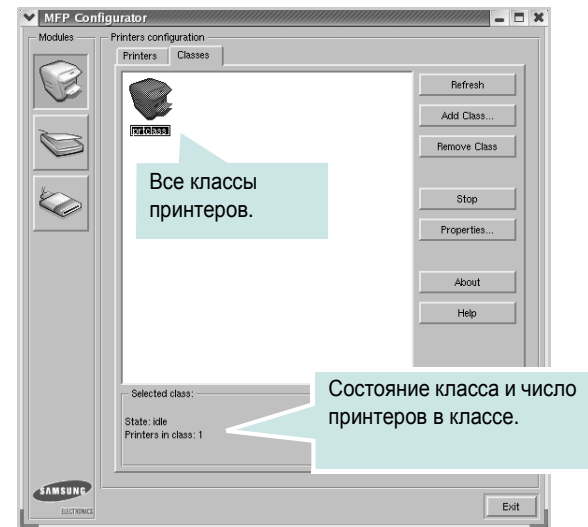 MFP Configurator
Modules
Printers configuration
Printers Classes
prtclass
Все классы
принтеров.
Refresh
Add Class...
Remove Class
Stop
Properties...
About
Help
Selected class:
State: idle
Printers in class: 1
Состояние класса и число
принтеров в классе.
SAMSUNG
ELECTRONICS
Exit